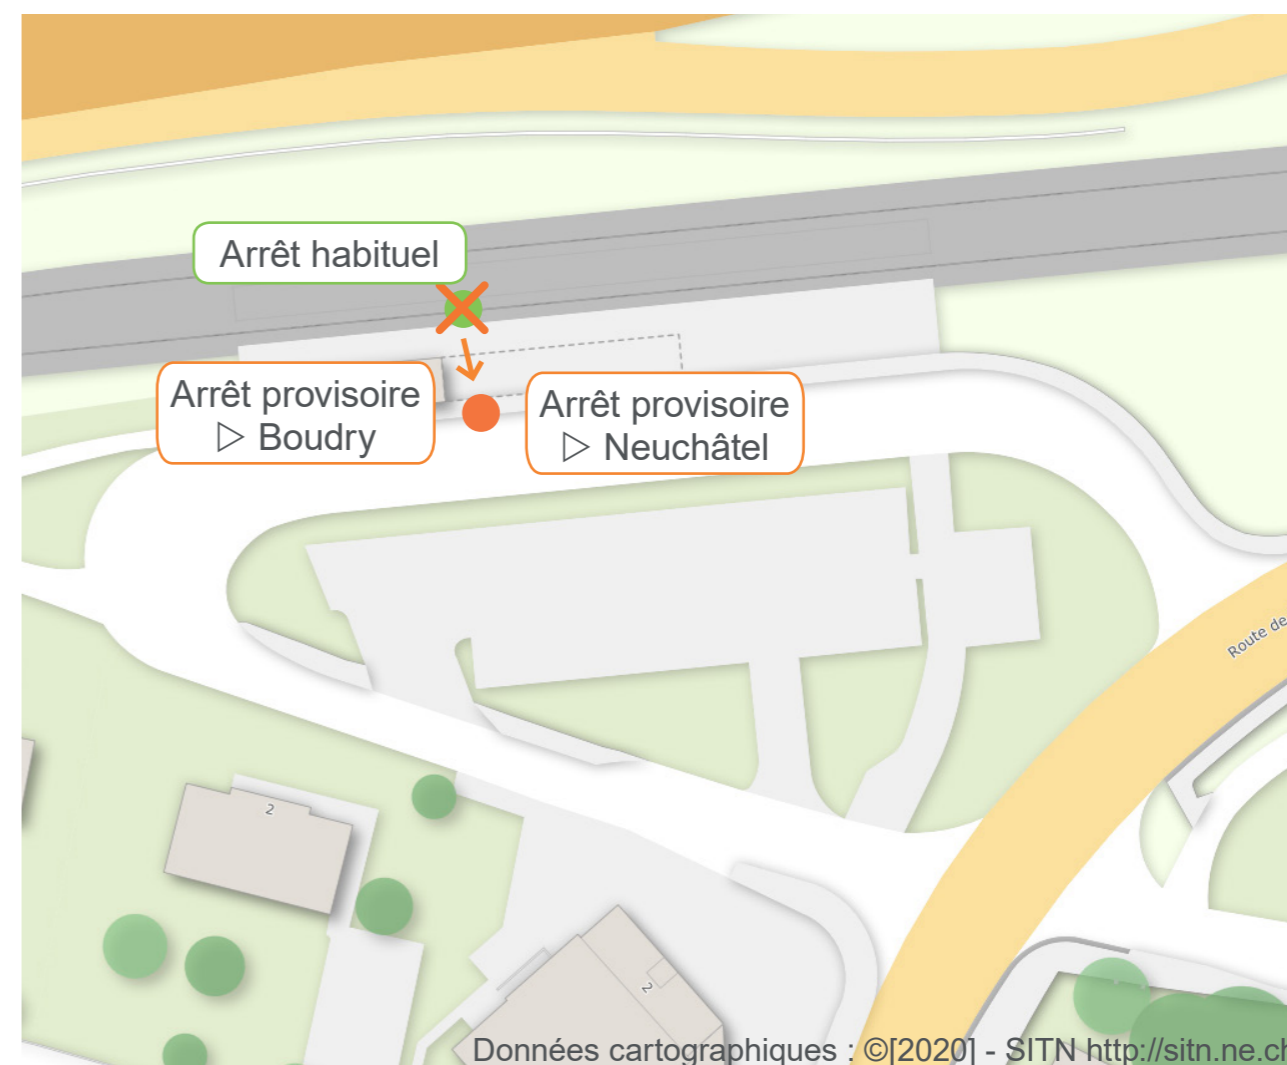 Arrêt habituel
Arrêt provisoire
▷ Boudry
Arrêt provisoire
▷ Neuchâtel
Route de
2
2
Données cartographiques : ©[2020] - SITN http://sitn.ne.ch